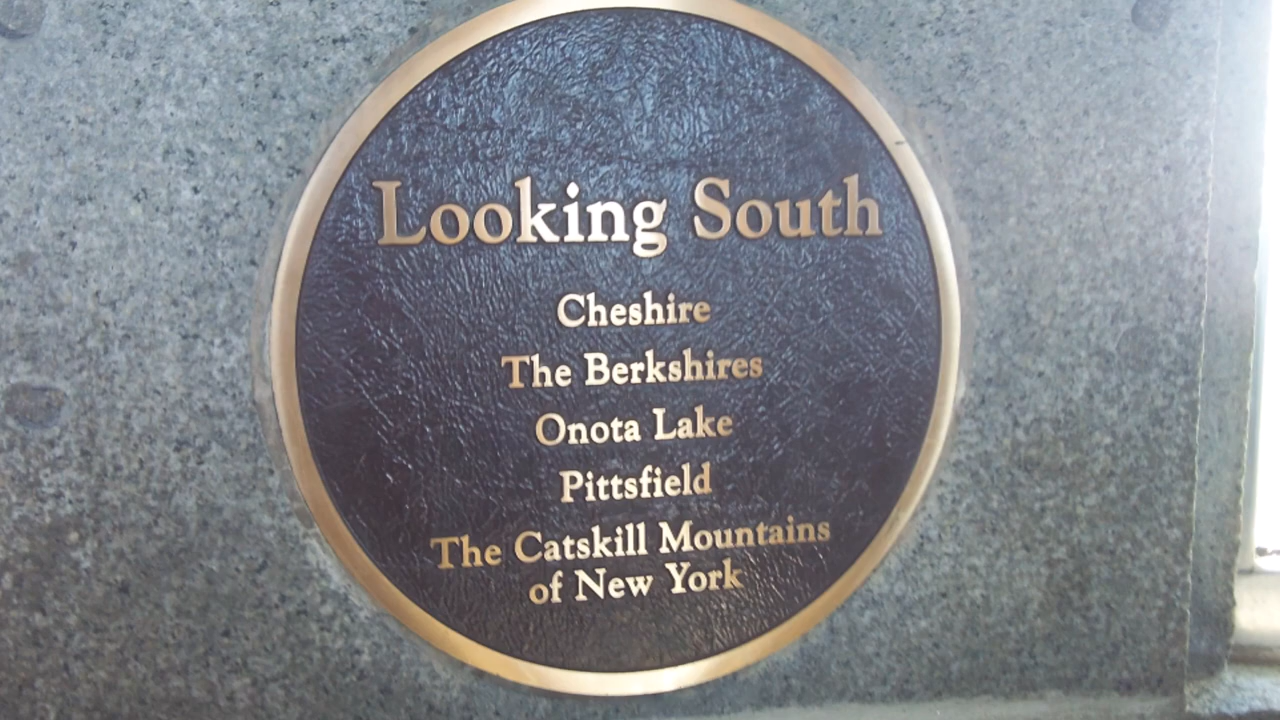 Looking South
Cheshire
The Berkshires
Onota Lake
Pittsfield
The Catskill Mountains
of New York